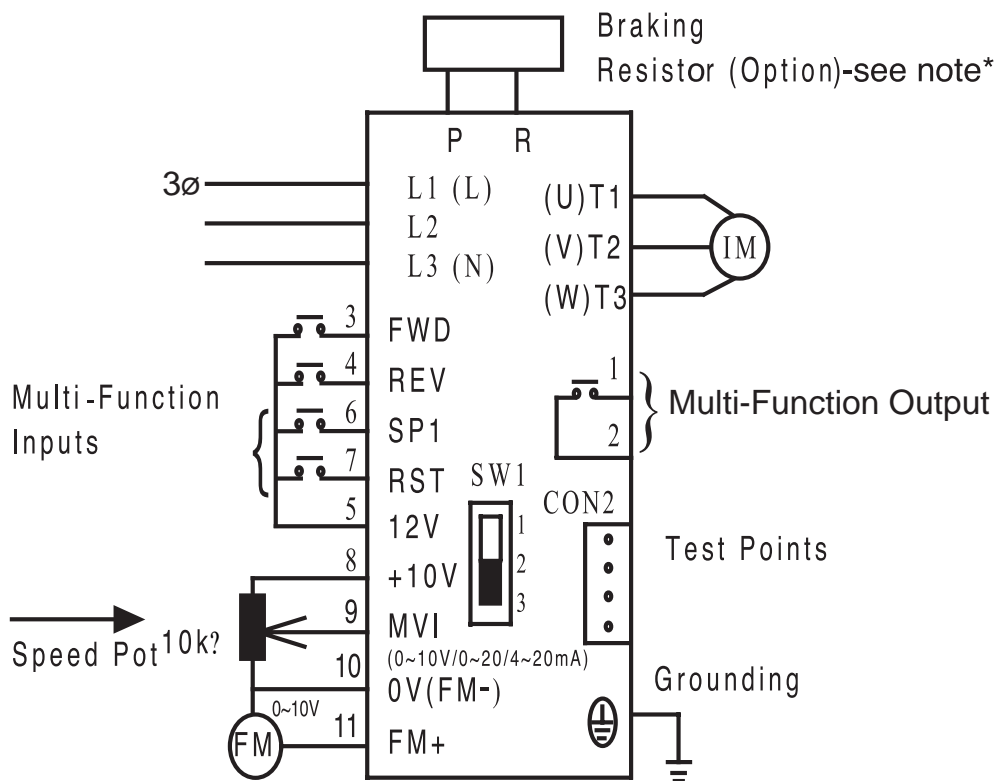 Braking
Resistor (Option)-see note*
P R
3ø
L1 (L)
L2
L3 (N)
(U)T1
(V)T2
(W)T3
IM
3 FWD
4 REV
6 SP1
7 RST
5 12V
Multi-Function
Inputs
1
2
Multi-Function Output
SW1
1
2
3
CON2
Test Points
8 +10V
9 MVI
(0~10V/0~20/4~20mA)
Speed Pot 10k?
10 0V(FM-)
0~10V
FM
11 FM+
Grounding